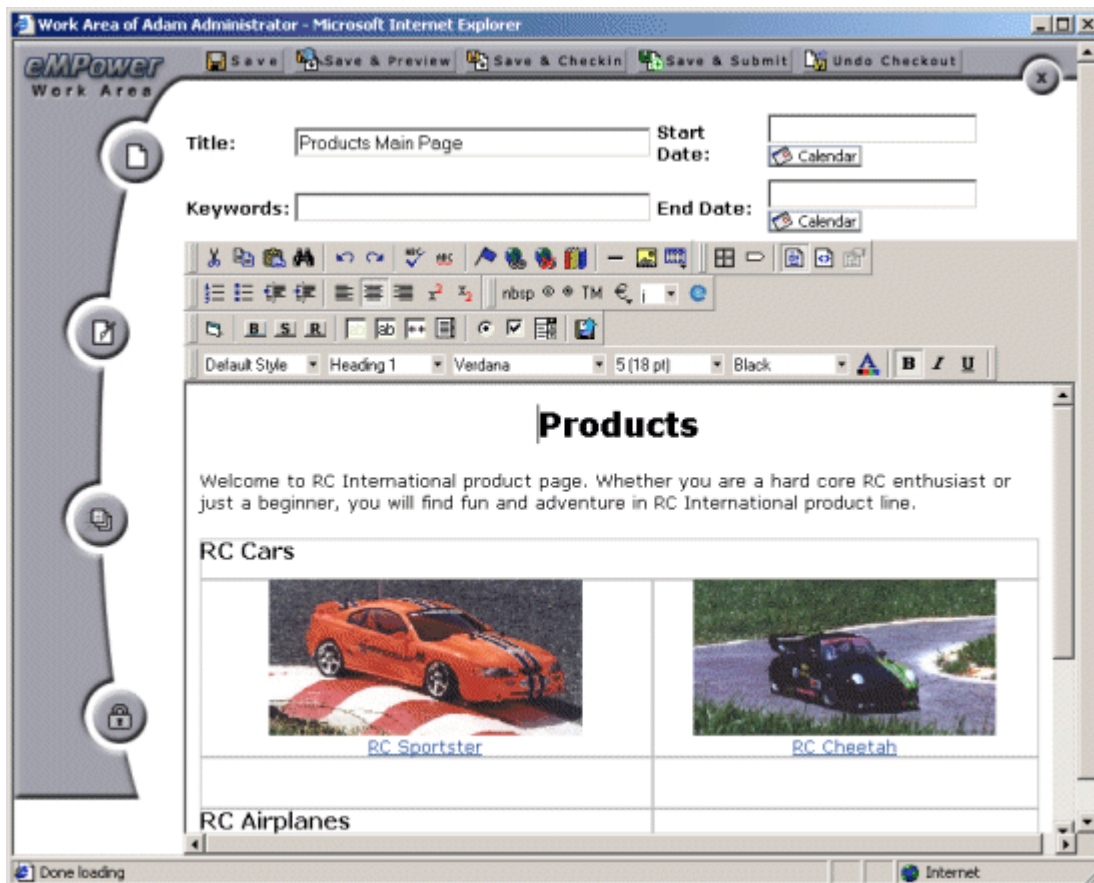 Work Area of Adam Administrator - Microsoft Internet Explorer
eMPower
Work Area
Save Save & Preview Save & Checkin Save & Submit Undo Checkout
x
Title: Products Main Page
Start Date:
Calendar
Keywords:
End Date:
Calendar
ABC ABC
nbsp © ® TM € i
B S R ab ab
Default Style Heading 1 Verdana 5 (18 pt) Black A B I U
Products
Welcome to RC International product page. Whether you are a hard core RC enthusiast or
just a beginner, you will find fun and adventure in RC International product line.
RC Cars
RC Sportster RC Cheetah
RC Airplanes
Done loading Internet